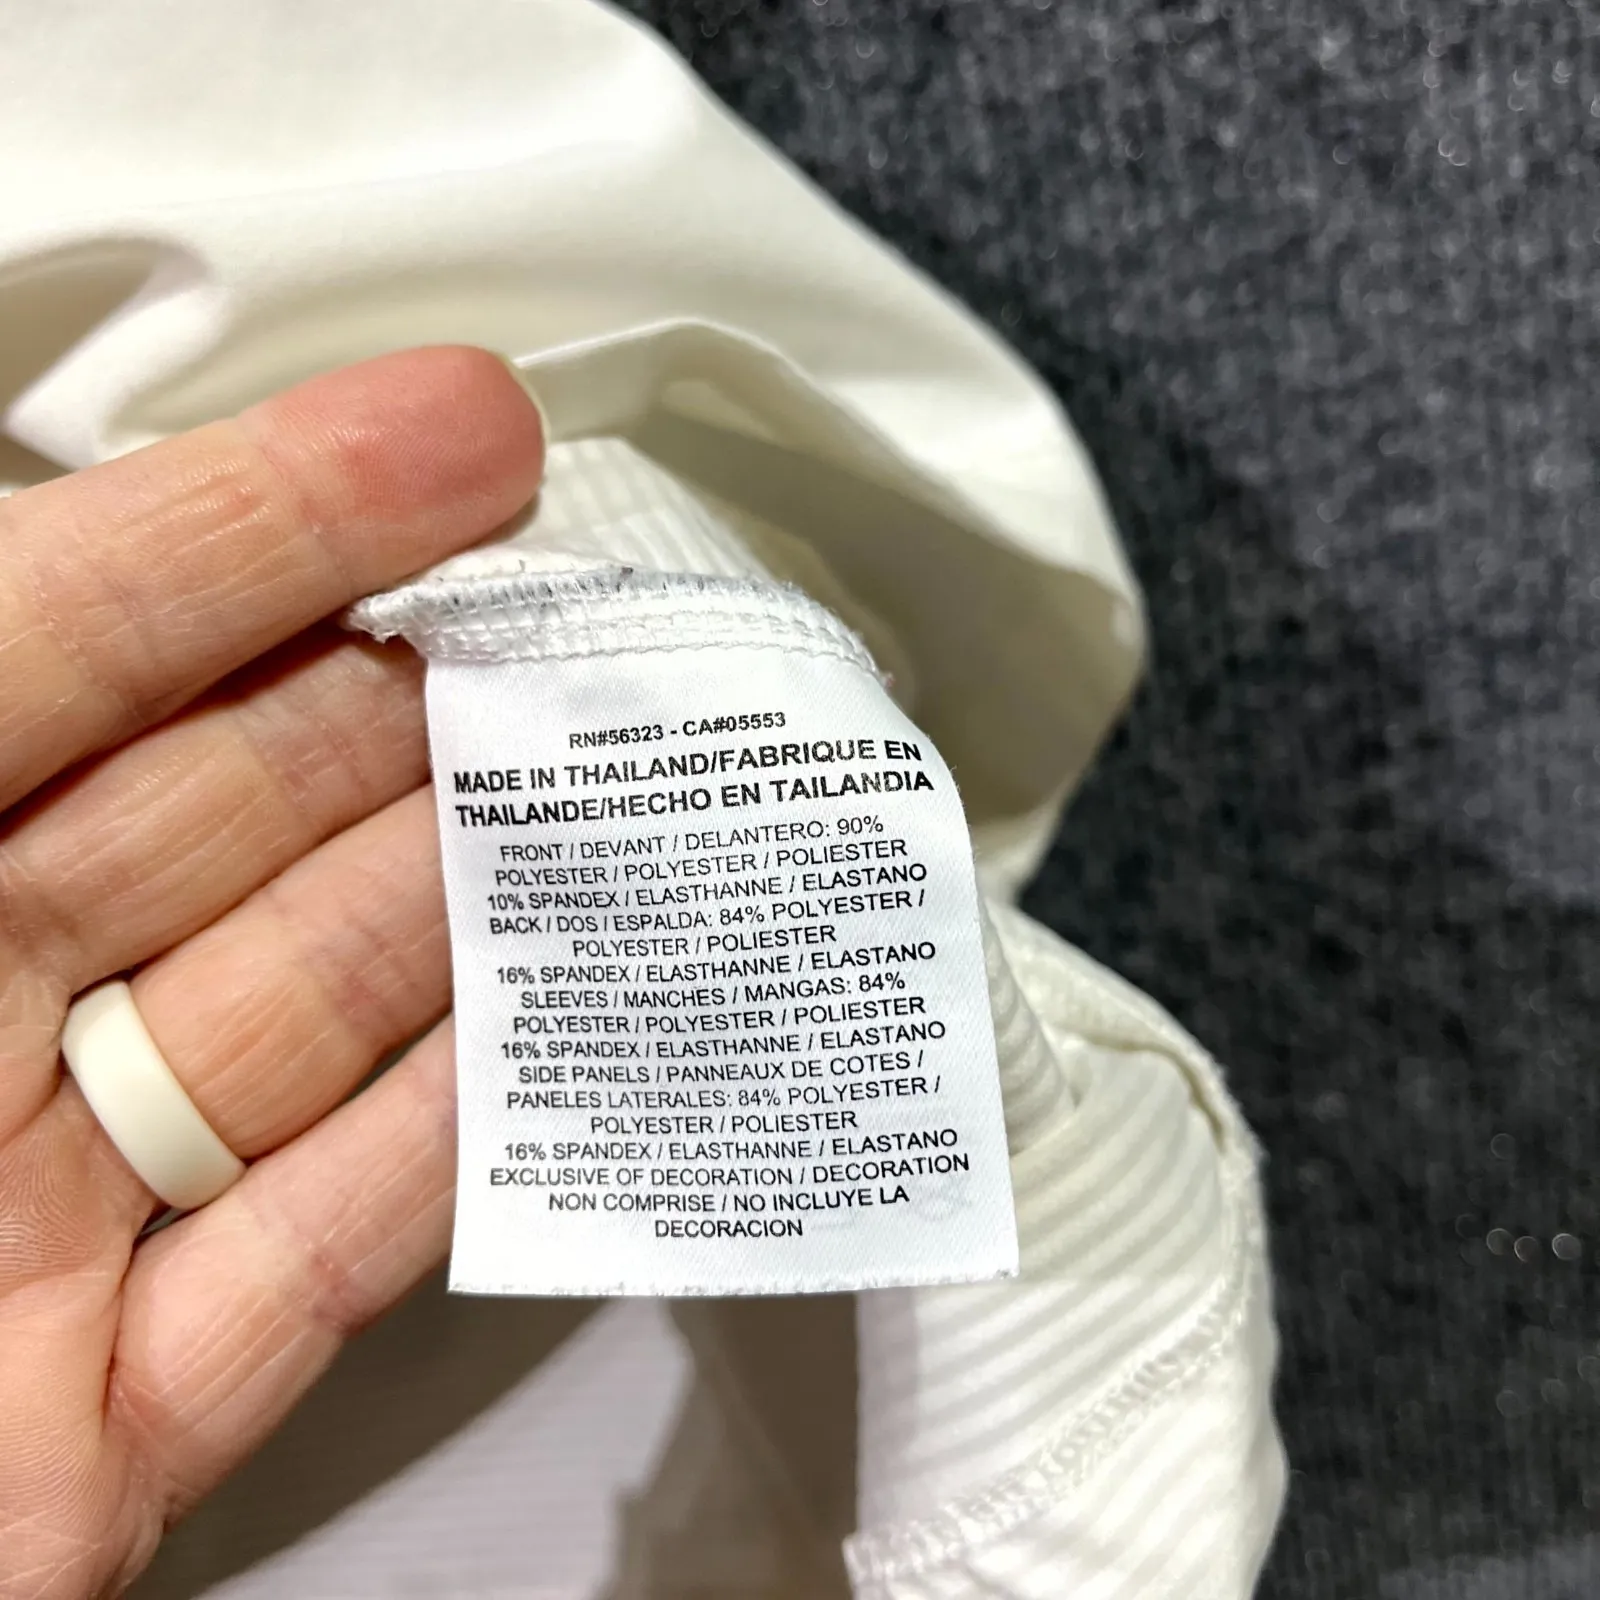 RN#56323 - CA#05553
MADE IN THAILAND/FABRIQUE EN
THAILANDE/HECHO EN TAILANDIA
FRONT / DEVANT / DELANTERO: 90%
POLYESTER / POLYESTER / POLIESTER
10% SPANDEX / ELASTHANNE / ELASTANO
BACK / DOS / ESPALDA: 84% POLYESTER /
POLYESTER / POLIESTER
16% SPANDEX / ELASTHANNE / ELASTANO
SLEEVES / MANCHES / MANGAS: 84%
POLYESTER / POLYESTER / POLIESTER
16% SPANDEX / ELASTHANNE / ELASTANO
SIDE PANELS / PANNEAUX DE COTES /
PANELES LATERALES: 84% POLYESTER /
POLYESTER / POLIESTER
16% SPANDEX / ELASTHANNE / ELASTANO
EXCLUSIVE OF DECORATION / DECORATION
NON COMPRISE / NO INCLUYE LA
DECORACION